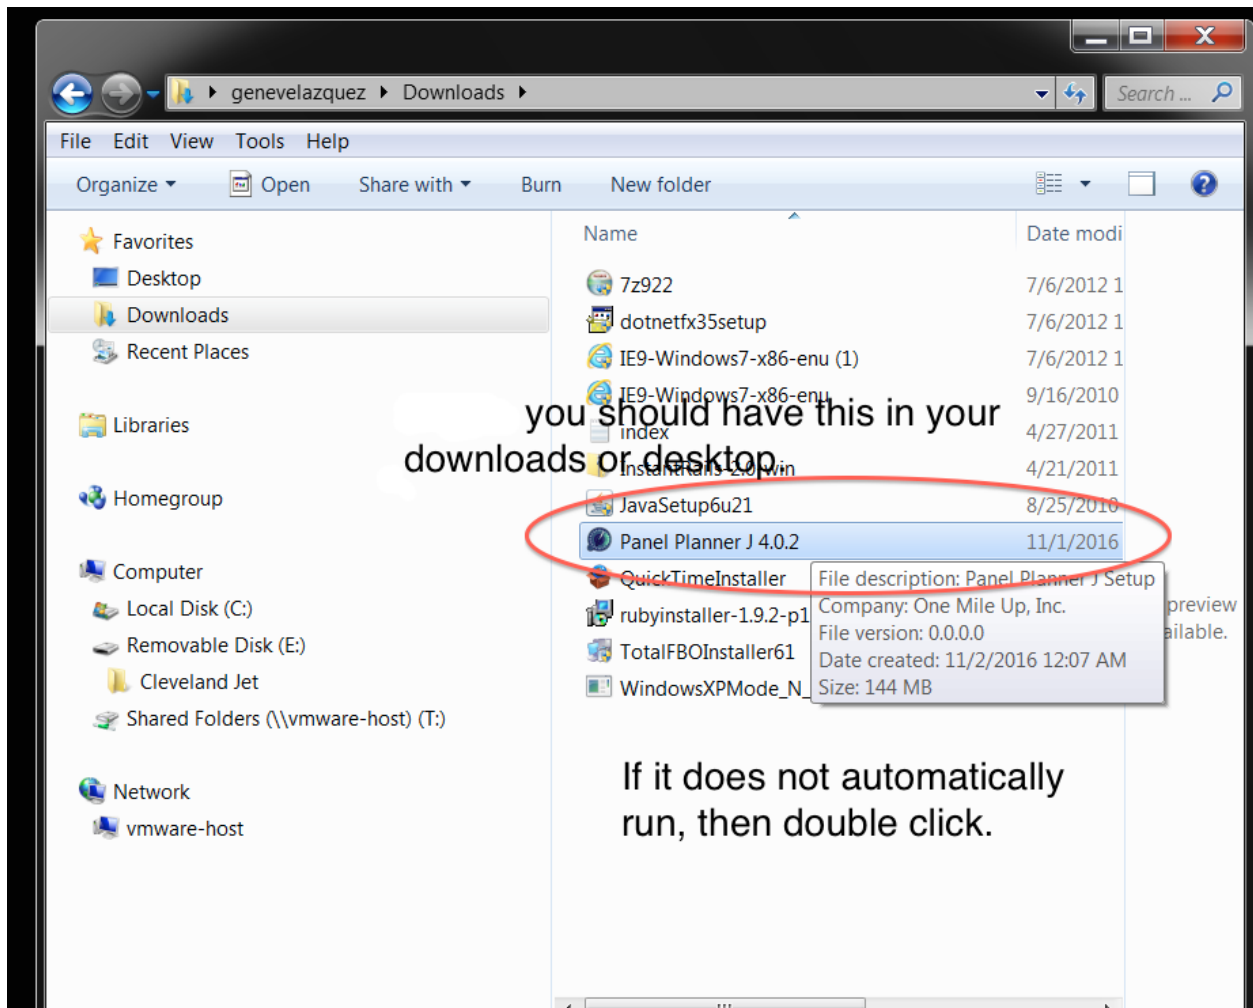 genevelazquez Downloads
Search ...
File Edit View Tools Help
Organize Open Share with Burn New folder
Name Date modi
Favorites
Desktop
Downloads
Recent Places
Libraries
Homegroup
Computer
Local Disk (C:)
Removable Disk (E:)
Cleveland Jet
Shared Folders (\\vmware-host) (T:)
Network
vmware-host
7z922 7/6/2012 1
dotnetfx35setup 7/6/2012 1
IE9-Windows7-x86-enu (1) 7/6/2012 1
IE9-Windows7-x86-enu 9/16/2010
index 4/27/2011
InstantRails-2.0-win 4/21/2011
JavaSetup6u21 8/25/2010
Panel Planner J 4.0.2 11/1/2016
QuickTimeInstaller
rubyinstaller-1.9.2-p1
TotalFBOInstaller61
WindowsXPMode_N_
you should have this in your
downloads or desktop.
File description: Panel Planner J Setup
Company: One Mile Up, Inc.
File version: 0.0.0.0
Date created: 11/2/2016 12:07 AM
Size: 144 MB
preview
ailable.
If it does not automatically
run, then double click.